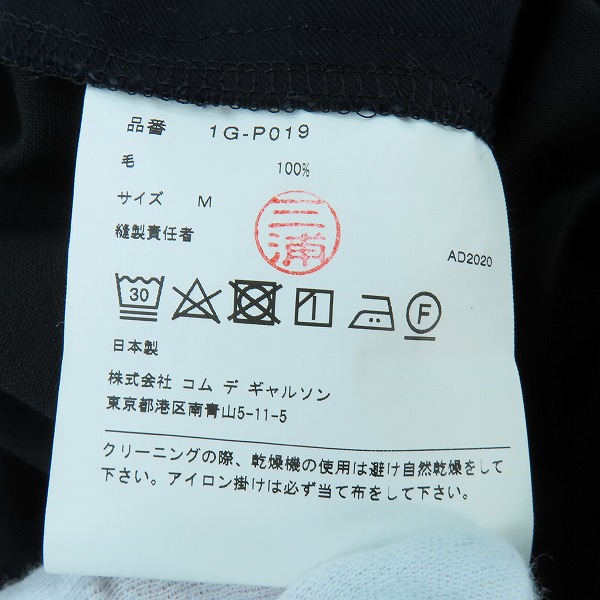 品番 1G-P019
毛 100%
サイズ M
縫製責任者
三浦
AD2020
30
F
日本製
株式会社 コム デ ギャルソン
東京都港区南青山5-11-5
クリーニングの際、乾燥機の使用は避け自然乾燥をして
下さい。アイロン掛けは必ず当て布をして下さい。